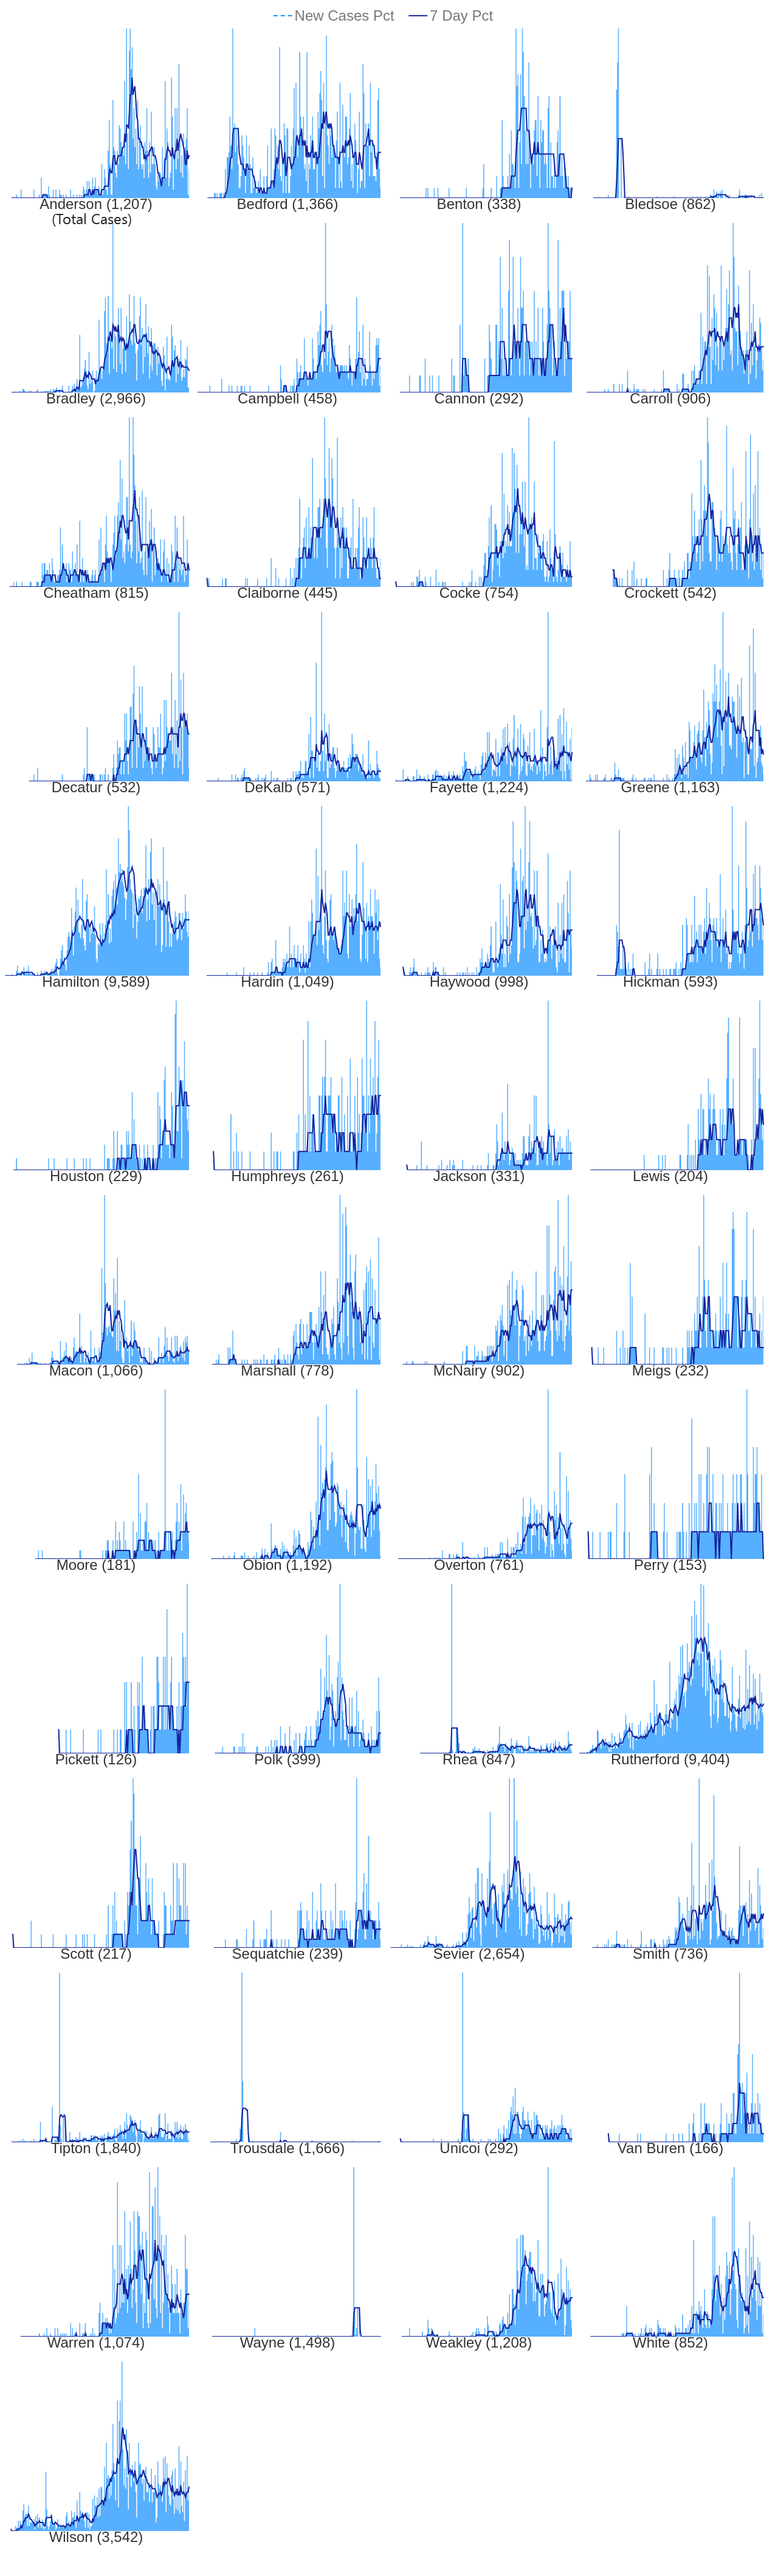 New Cases Pct 7 Day Pct
Anderson (1,207) Bedford (1,366) Benton (338) Bledsoe (862)
(Total Cases)
Bradley (2,966) Campbell (458) Cannon (292) Carroll (906)
Cheatham (815) Claiborne (445) Cocke (754) Crockett (542)
Decatur (532) DeKalb (571) Fayette (1,224) Greene (1,163)
Hamilton (9,589) Hardin (1,049) Haywood (998) Hickman (593)
Houston (229) Humphreys (261) Jackson (331) Lewis (204)
Macon (1,066) Marshall (778) McNairy (902) Meigs (232)
Moore (181) Obion (1,192) Overton (761) Perry (153)
Pickett (126) Polk (399) Rhea (847) Rutherford (9,404)
Scott (217) Sequatchie (239) Sevier (2,654) Smith (736)
Tipton (1,840) Trousdale (1,666) Unicoi (292) Van Buren (166)
Warren (1,074) Wayne (1,498) Weakley (1,208) White (852)
Wilson (3,542)